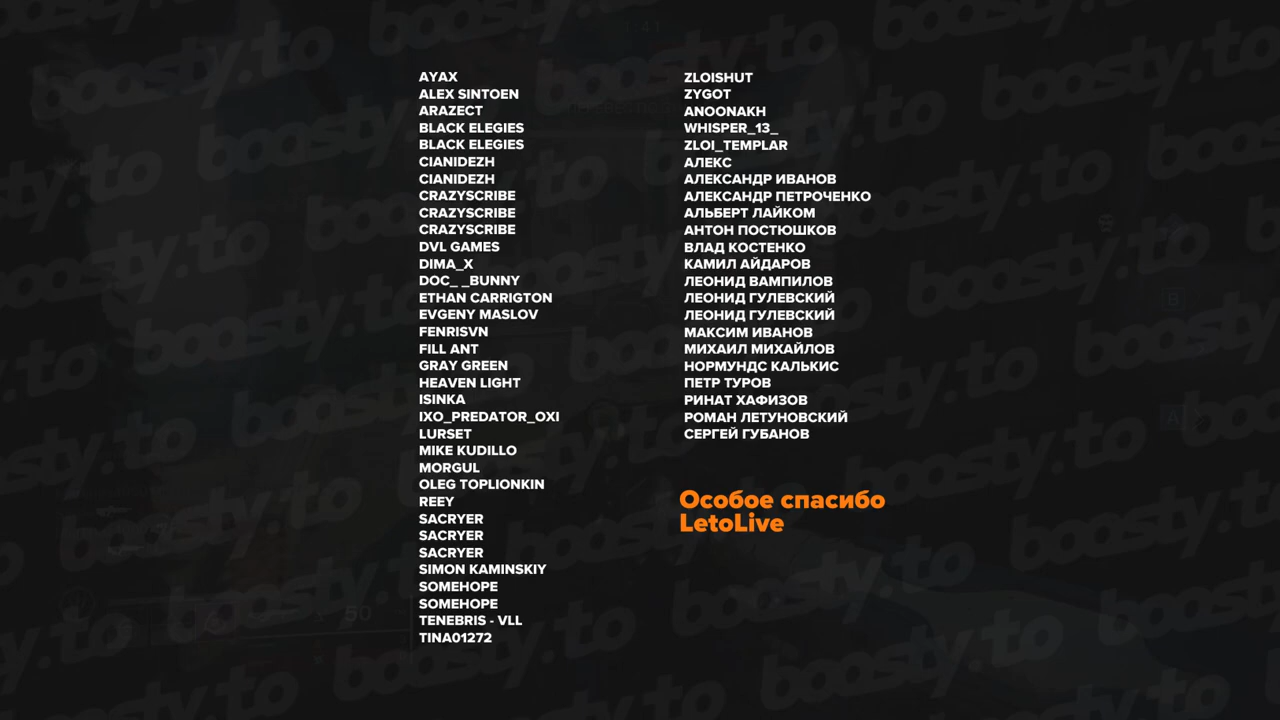 AYAX
ALEX SINTOEN
ARAZECT
BLACK ELEGIES
BLACK ELEGIES
CIANIDEZH
CIANIDEZH
CRAZYSCRIBE
CRAZYSCRIBE
CRAZYSCRIBE
DVL GAMES
DIMA_X
DOC_ _BUNNY
ETHAN CARRIGTON
EVGENY MASLOV
FENRISVN
FILL ANT
GRAY GREEN
HEAVEN LIGHT
ISINKA
IXO_PREDATOR_OXI
LURSET
MIKE KUDILLO
MORGUL
OLEG TOPLIONKIN
REEY
SACRYER
SACRYER
SACRYER
SIMON KAMINSKIY
SOMEHOPE
SOMEHOPE
TENEBRIS - VLL
TINA01272
ZLOISHUT
ZYGOT
ANOONAKH
WHISPER_13_
ZLOI_TEMPLAR
АЛЕКС
АЛЕКСАНДР ИВАНОВ
АЛЕКСАНДР ПЕТРОЧЕНКО
АЛЬБЕРТ ЛАЙКОМ
АНТОН ПОСТЮШКОВ
ВЛАД КОСТЕНКО
КАМИЛ АЙДАРОВ
ЛЕОНИД ВАМПИЛОВ
ЛЕОНИД ГУЛЕВСКИЙ
ЛЕОНИД ГУЛЕВСКИЙ
МАКСИМ ИВАНОВ
МИХАИЛ МИХАЙЛОВ
НОРМУНДС КАЛЬКИС
ПЕТР ТУРОВ
РИНАТ ХАФИЗОВ
РОМАН ЛЕТУНОВСКИЙ
СЕРГЕЙ ГУБАНОВ
Особое спасибо
LetoLive
boosty.to